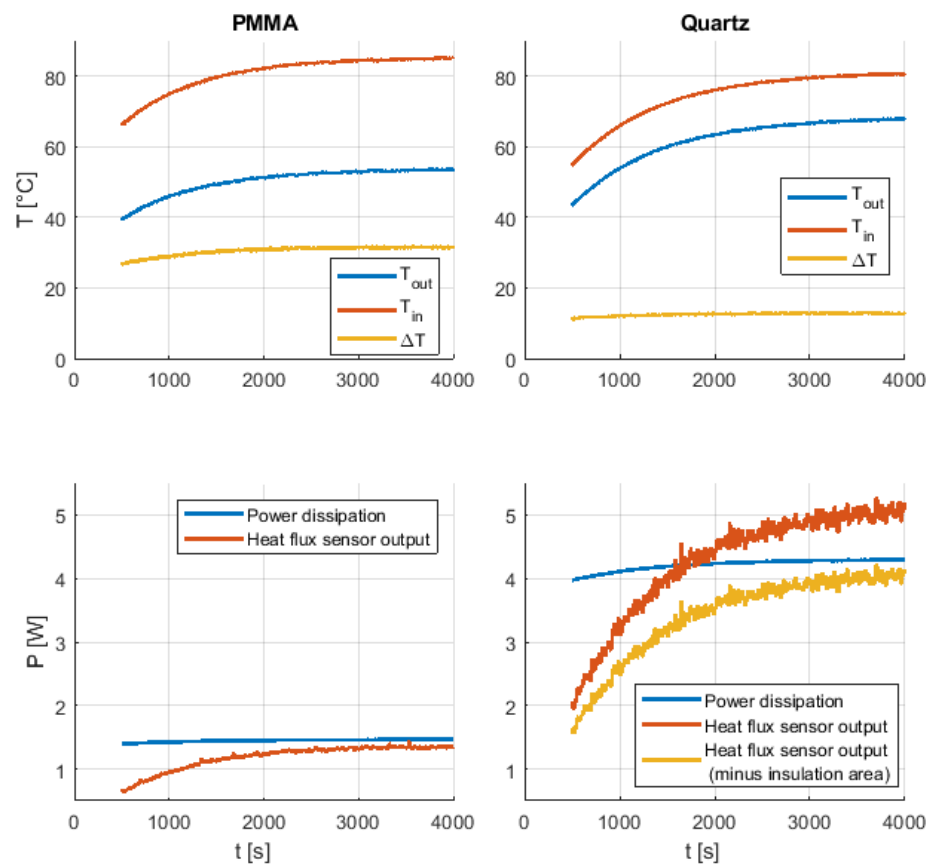 PMMA
T [°C]
80
60
40
20
0
0 1000 2000 3000 4000
T_out
T_in
ΔT
Quartz
80
60
40
20
0
0 1000 2000 3000 4000
T_out
T_in
ΔT
P [W]
5
4
3
2
1
0 1000 2000 3000 4000
t [s]
Power dissipation
Heat flux sensor output
5
4
3
2
1
0 1000 2000 3000 4000
t [s]
Power dissipation
Heat flux sensor output
Heat flux sensor output
(minus insulation area)